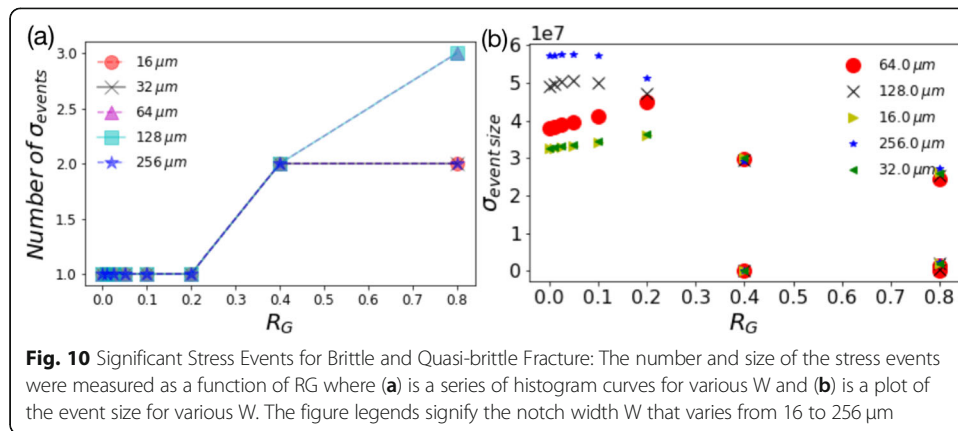 (a)
Number of σevents
3.0
2.5
2.0
1.5
1.0
16 μm
32 μm
64 μm
128 μm
256 μm
0.0 0.1 0.2 0.3 0.4 0.5 0.6 0.7 0.8
RG
(b)
1e7
σevent size
6
5
4
3
2
1
0
64.0 μm
128.0 μm
16.0 μm
256.0 μm
32.0 μm
0.0 0.1 0.2 0.3 0.4 0.5 0.6 0.7 0.8
RG
Fig. 10 Significant Stress Events for Brittle and Quasi-brittle Fracture: The number and size of the stress events
were measured as a function of RG where (a) is a series of histogram curves for various W and (b) is a plot of
the event size for various W. The figure legends signify the notch width W that varies from 16 to 256 μm